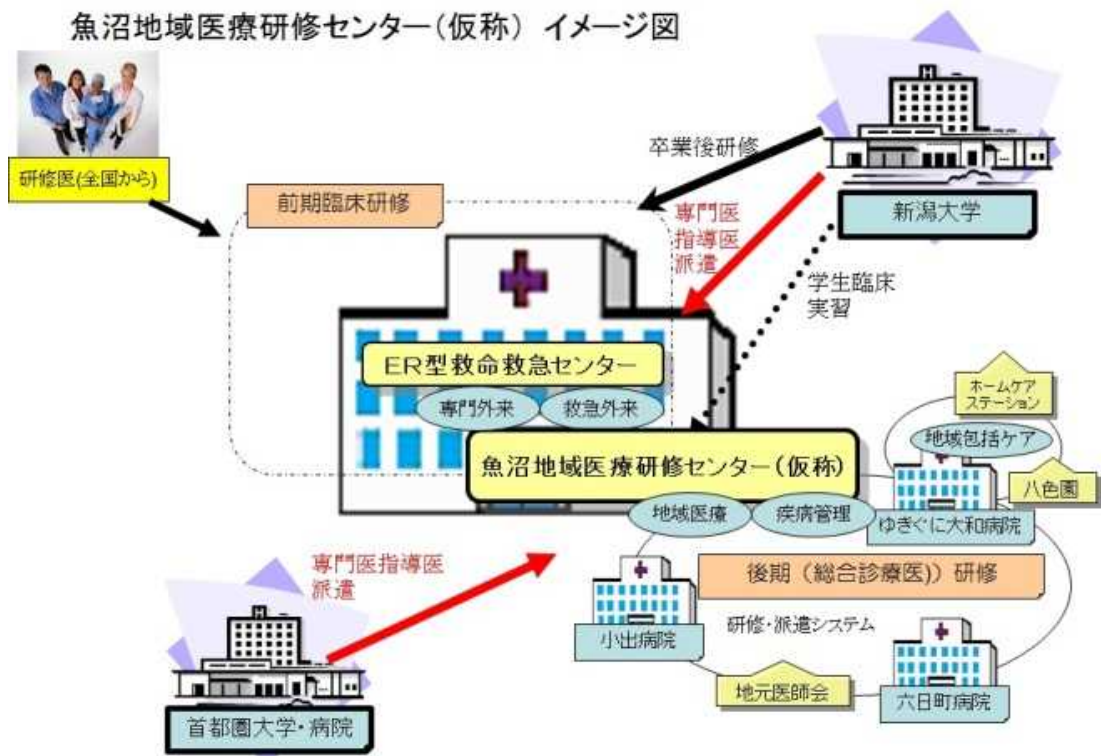 魚沼地域医療研修センター（仮称） イメージ図
研修医(全国から)
前期臨床研修
卒業後研修
新潟大学
専門医
指導医
派遣
学生臨床
実習
ER型救命救急センター
専門外来
救急外来
魚沼地域医療研修センター（仮称）
ホームケア
ステーション
地域包括ケア
八色園
ゆきぐに大和病院
地域医療
疾病管理
後期（総合診療医)）研修
専門医指導医
派遣
小出病院
研修・派遣システム
地元医師会
六日町病院
首都圏大学・病院